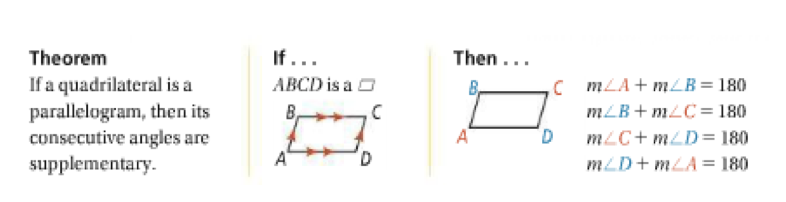 Theorem
If a quadrilateral is a
parallelogram, then its
consecutive angles are
supplementary.
If . . .
ABCD is a ▱
B
C
A
D
Then . . .
B
C
A
D
m∠A + m∠B = 180
m∠B + m∠C = 180
m∠C + m∠D = 180
m∠D + m∠A = 180